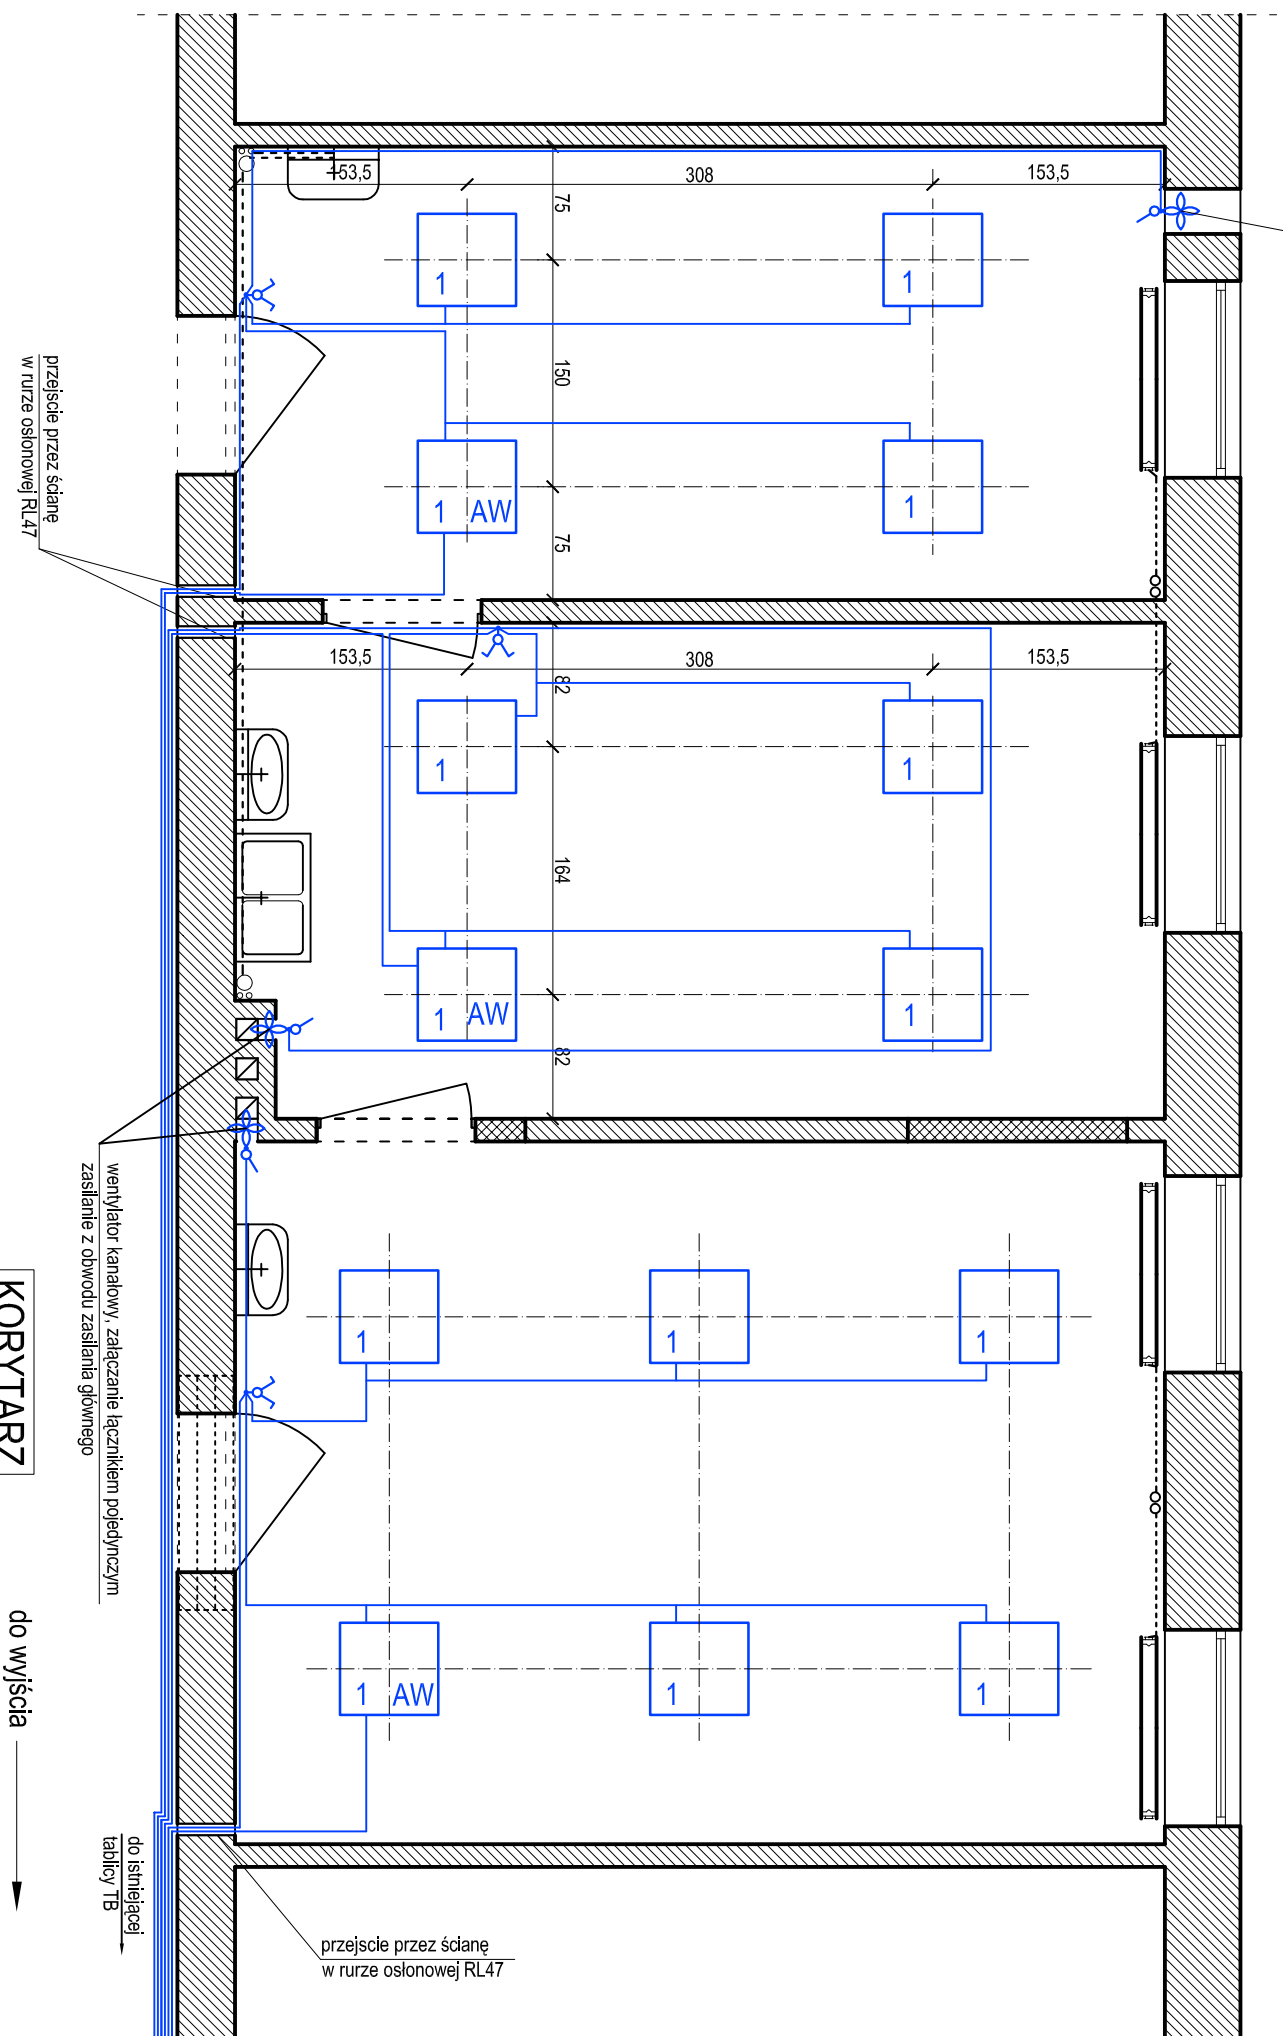 153,5
308
153,5
75
1
1
150
przejscie przez ścianę
w rurze osłonowej RL47
1 AW
1
75
153,5
308
153,5
82
1
1
164
1 AW
1
82
wentylator kanałowy, załączanie łącznikiem pojedynczym
zasilanie z obwodu zasilania głównego
KORYTARZ
1
1
1
do wyjścia
1 AW
1
1
do istniejącej
tablicy TB
przejscie przez ścianę
w rurze osłonowej RL47